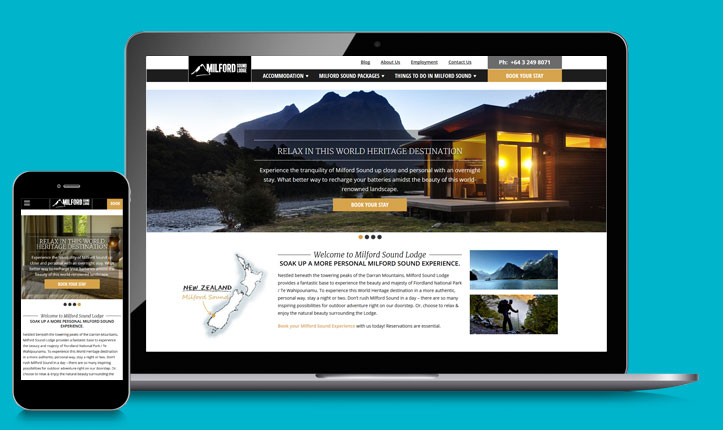 Blog About Us Employment Contact Us Ph: +64 3 249 8071
MILFORD SOUND LODGE
ACCOMMODATION MILFORD SOUND PACKAGES THINGS TO DO IN MILFORD SOUND BOOK YOUR STAY
RELAX IN THIS WORLD HERITAGE DESTINATION
Experience the tranquility of Milford Sound up close and personal with an overnight
stay. What better way to recharge your batteries amidst the beauty of this world-
renowned landscape.
BOOK YOUR STAY
Welcome to Milford Sound Lodge
SOAK UP A MORE PERSONAL MILFORD SOUND EXPERIENCE.
Nestled beneath the towering peaks of the Darran Mountains, Milford Sound Lodge
provides a fantastic base to experience the beauty and majesty of Fiordland National Park
/ Te Wahipounamu. To experience this World Heritage destination in a more authentic,
personal way, stay a night or two. Don't rush Milford Sound in a day – there are so many
inspiring possibilities for outdoor adventure right on our doorstep. Or, choose to relax &
enjoy the natural beauty surrounding the Lodge.
Book your Milford Sound Experience with us today! Reservations are essential.
NEW ZEALAND
Milford Sound
MILFORD SOUND LODGE BOOK
RELAX IN THIS WORLD
HERITAGE DESTINATION
Experience the tranquility of Milford Sound up
close and personal with an overnight stay. What
better way to recharge your batteries amidst the
beauty of this world-renowned landscape.
BOOK YOUR STAY
Welcome to Milford Sound Lodge
SOAK UP A MORE PERSONAL MILFORD SOUND
EXPERIENCE.
Nestled beneath the towering peaks of the Darran Mountains,
Milford Sound Lodge provides a fantastic base to experience
the beauty and majesty of Fiordland National Park / Te
Wahipounamu. To experience this World Heritage destination
in a more authentic, personal way, stay a night or two. Don't
rush Milford Sound in a day – there are so many inspiring
possibilities for outdoor adventure right on our doorstep. Or,
choose to relax & enjoy the natural beauty surrounding the